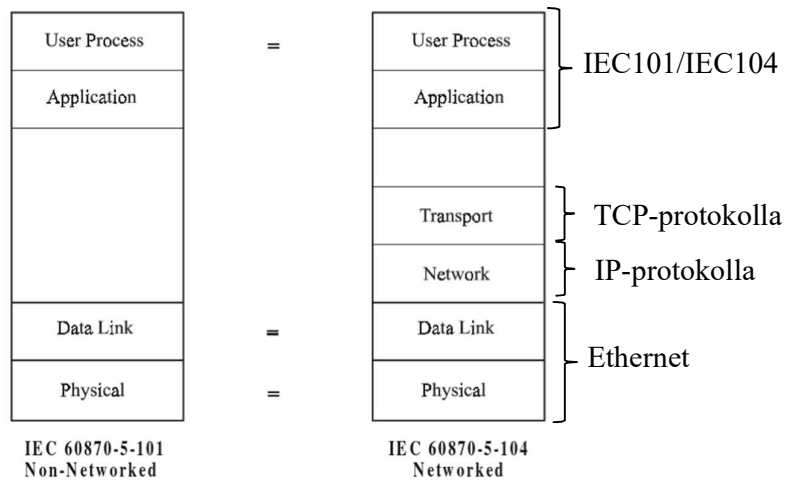 User Process = User Process
IEC101/IEC104
Application Application
Transport TCP-protokolla
Network IP-protokolla
Data Link = Data Link
Ethernet
Physical = Physical
IEC 60870-5-101 IEC 60870-5-104
Non-Networked Networked